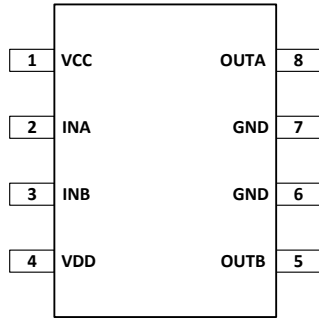 1 VCC OUTA 8
2 INA GND 7
3 INB GND 6
4 VDD OUTB 5